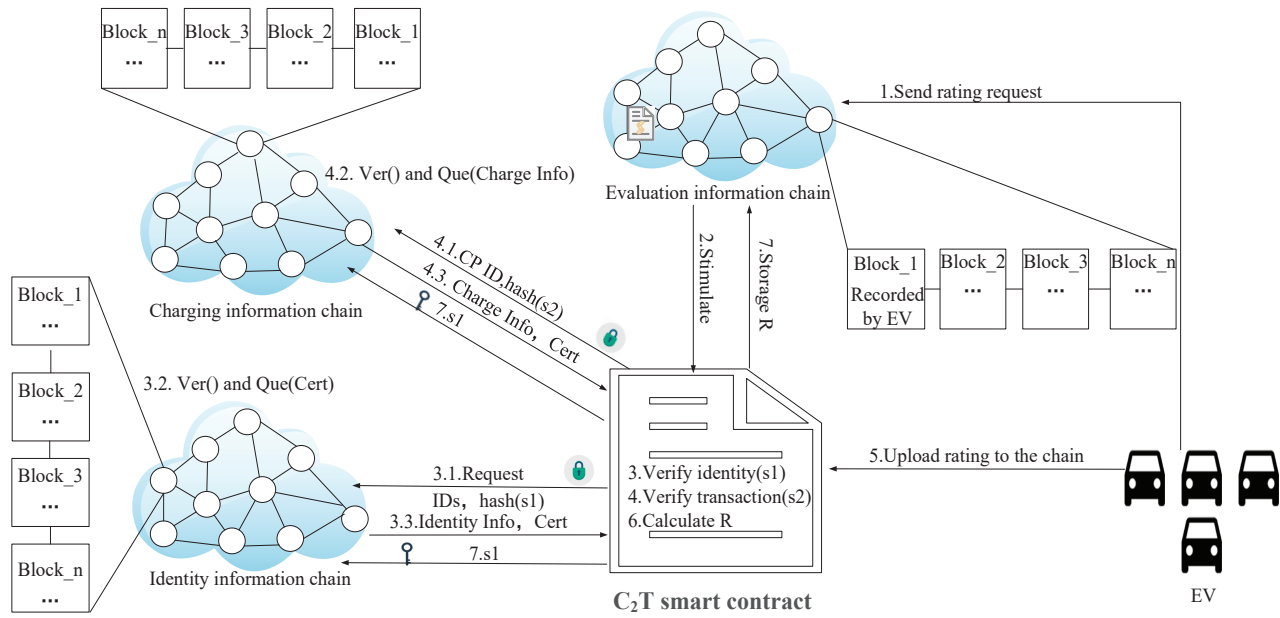 Block_n
...
Block_3
...
Block_2
...
Block_1
...
1.Send rating request
4.2. Ver() and Que(Charge Info)
Evaluation information chain
Charging information chain
4.1.CP ID,hash(s2)
4.3. Charge Info, Cert
7.s1
2.Stimulate
7.Storage R
Block_1
Recorded
by EV
Block_2
...
Block_3
...
Block_n
...
Block_1
...
Block_2
...
Block_3
...
Block_n
...
3.2. Ver() and Que(Cert)
3.1.Request
IDs, hash(s1)
3.3.Identity Info, Cert
7.s1
Identity information chain
3.Verify identity(s1)
4.Verify transaction(s2)
6.Calculate R
5.Upload rating to the chain
C₂T smart contract
EV